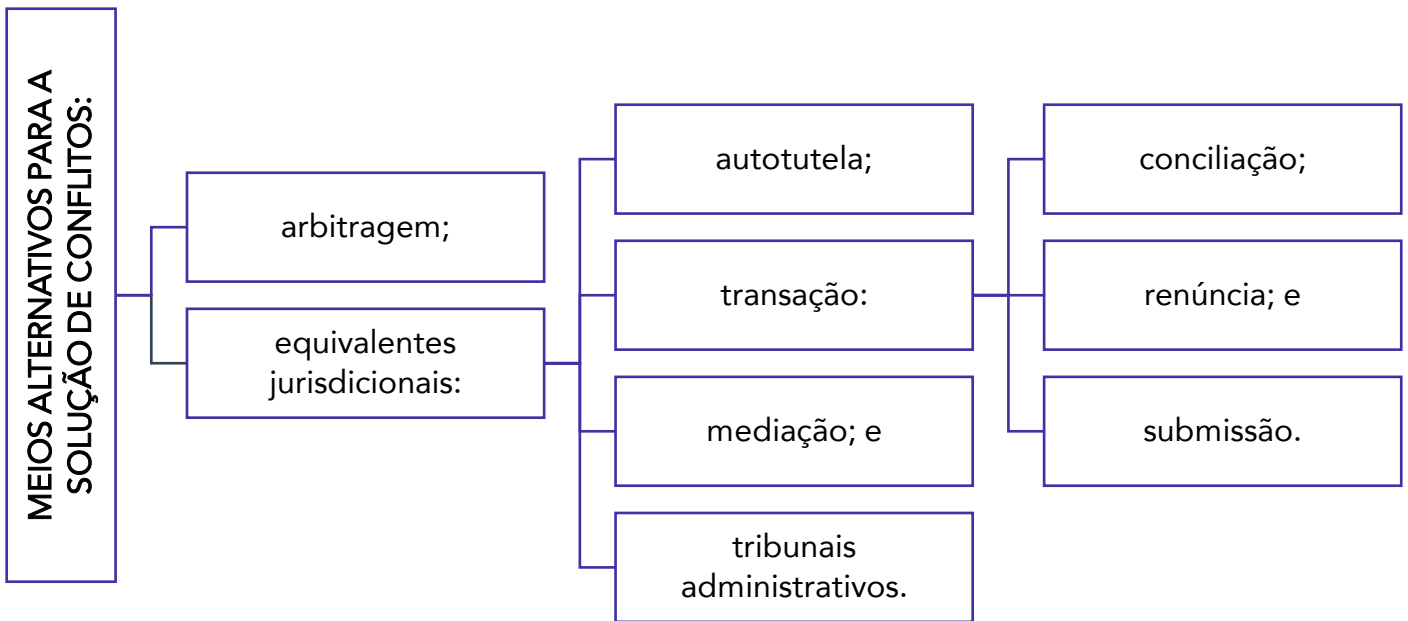 MEIOS ALTERNATIVOS PARA A
SOLUÇÃO DE CONFLITOS:
arbitragem;
equivalentes
jurisdicionais:
autotutela;
transação:
mediação; e
tribunais
administrativos.
conciliação;
renúncia; e
submissão.